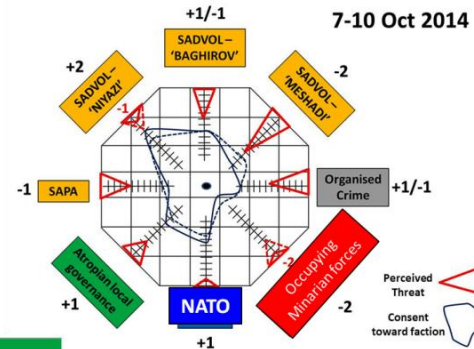 +1/-1
7-10 Oct 2014
SADVOL –
'BAGHIROV'
+2
SADVOL –
'NIYAZI'
-2
SADVOL –
'MESHADI'
-1
-1
SAPA
Organised
Crime
+1/-1
Atropian local
governance
+1
NATO
+1
-2
Occupying
Minarian forces
-2
Perceived
Threat
Consent
toward faction